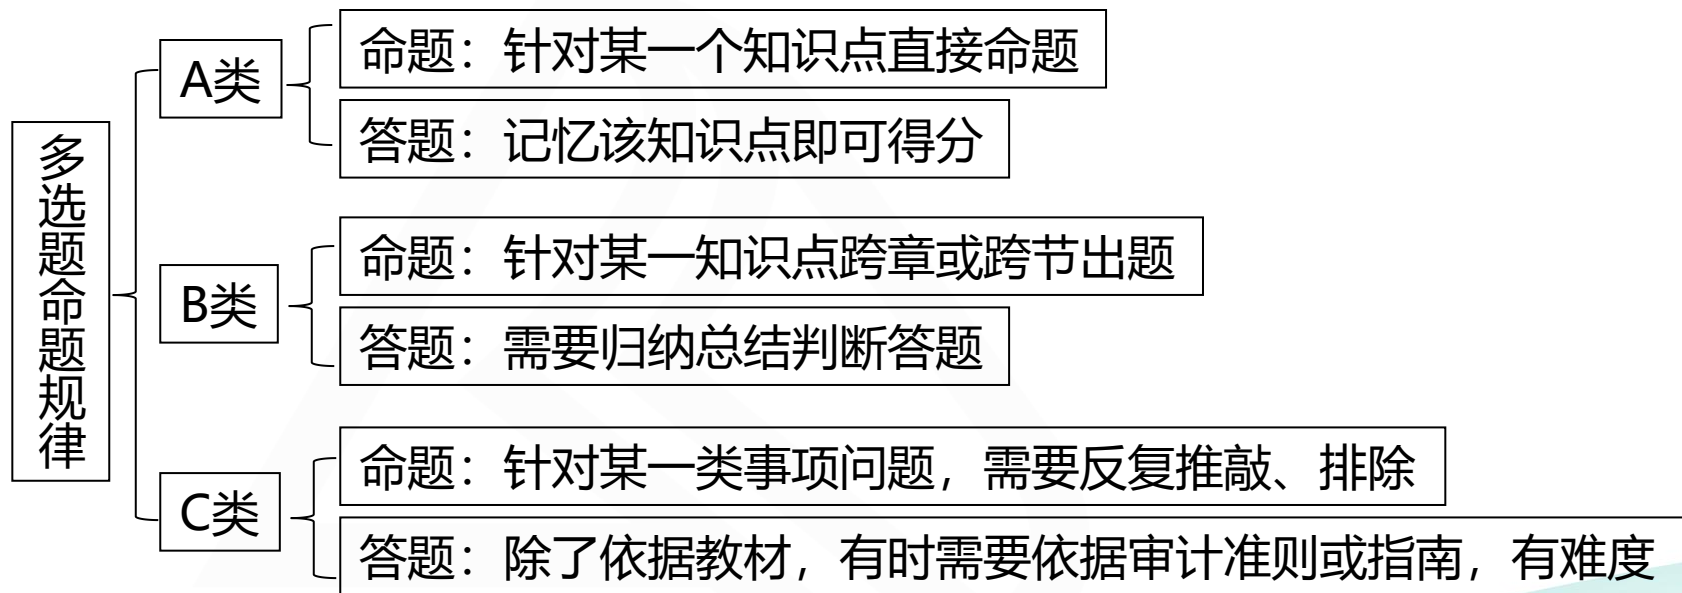 多选题命题规律
A类
命题：针对某一个知识点直接命题
答题：记忆该知识点即可得分
B类
命题：针对某一知识点跨章或跨节出题
答题：需要归纳总结判断答题
C类
命题：针对某一类事项问题，需要反复推敲、排除
答题：除了依据教材，有时需要依据审计准则或指南，有难度